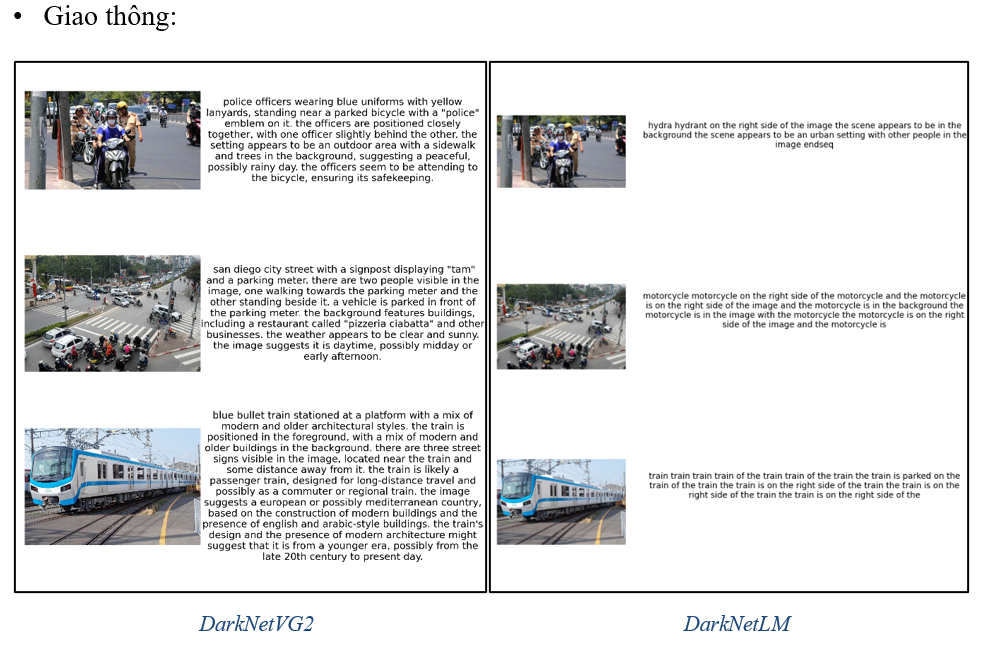 • Giao thông:
police officers wearing blue uniforms with yellow
lanyards, standing near a parked bicycle with a "police"
emblem on it. the officers are positioned closely
together, with one officer slightly behind the other. the
setting appears to be an outdoor area with a sidewalk
and trees in the background, suggesting a peaceful,
possibly rainy day. the officers seem to be attending to
the bicycle, ensuring its safekeeping.
san diego city street with a signpost displaying "tam"
and a parking meter. there are two people visible in the
image, one walking towards the parking meter and the
other standing beside it. a vehicle is parked in front of
the parking meter. the background features buildings,
including a restaurant called "pizzeria ciabatta" and other
businesses. the weather appears to be clear and sunny.
the image suggests it is daytime, possibly midday or
early afternoon.
blue bullet train stationed at a platform with a mix of
modern and older architectural styles. the train is
positioned in the foreground, with a mix of modern and
older buildings in the background. there are three street
signs visible in the image, located near the train and
some distance away from it. the train is likely a
passenger train, designed for long-distance travel and
possibly as a commuter or regional train. the image
suggests a european or possibly mediterranean country,
based on the construction of modern buildings and the
presence of english and arabic-style buildings. the train's
design and the presence of modern architecture might
suggest that it is from a younger era, possibly from the
late 20th century to present day.
DarkNetVG2
hydra hydrant on the right side of the image the scene appears to be in the
background the scene appears to be an urban setting with other people in the
image endseq
motorcycle motorcycle on the right side of the motorcycle and the motorcycle
is on the right side of the image and the motorcycle is in the background the
motorcycle is in the image with the motorcycle the motorcycle is on the right
side of the image and the motorcycle is
train train train train of the train train of the train the train is parked on the
train of the train the train is on the right side of the train the train is on the
right side of the train the train is on the right side of the
DarkNetLM